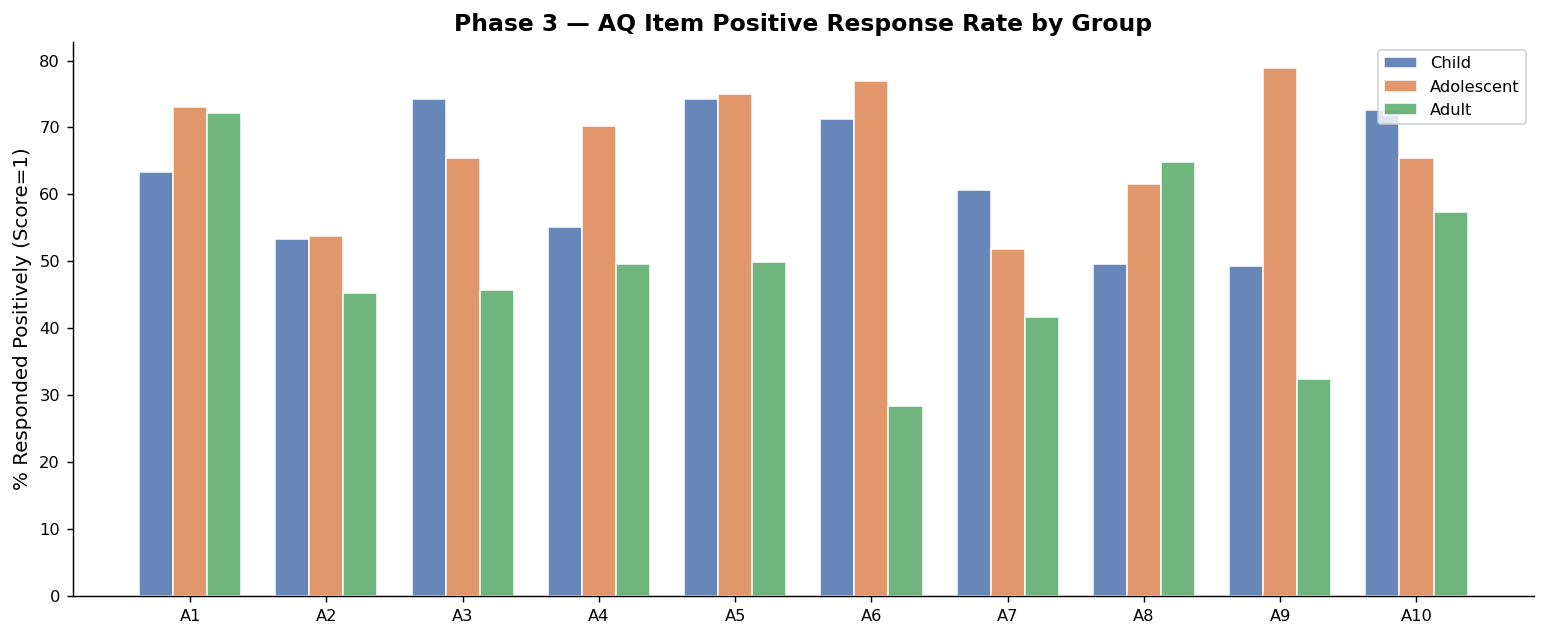 Phase 3 — AQ Item Positive Response Rate by Group
% Responded Positively (Score=1)
80
70
60
50
40
30
20
10
0
Child
Adolescent
Adult
A1 A2 A3 A4 A5 A6 A7 A8 A9 A10